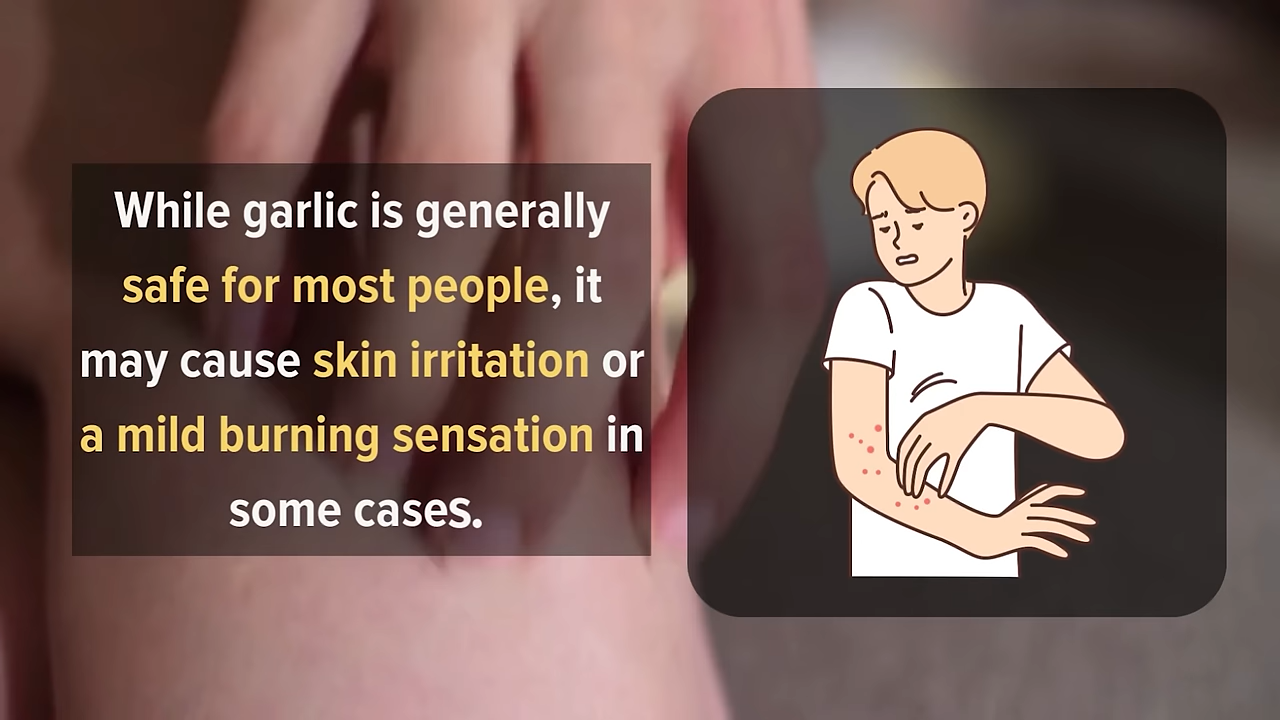 While garlic is generally
safe for most people, it
may cause skin irritation or
a mild burning sensation in
some cases.